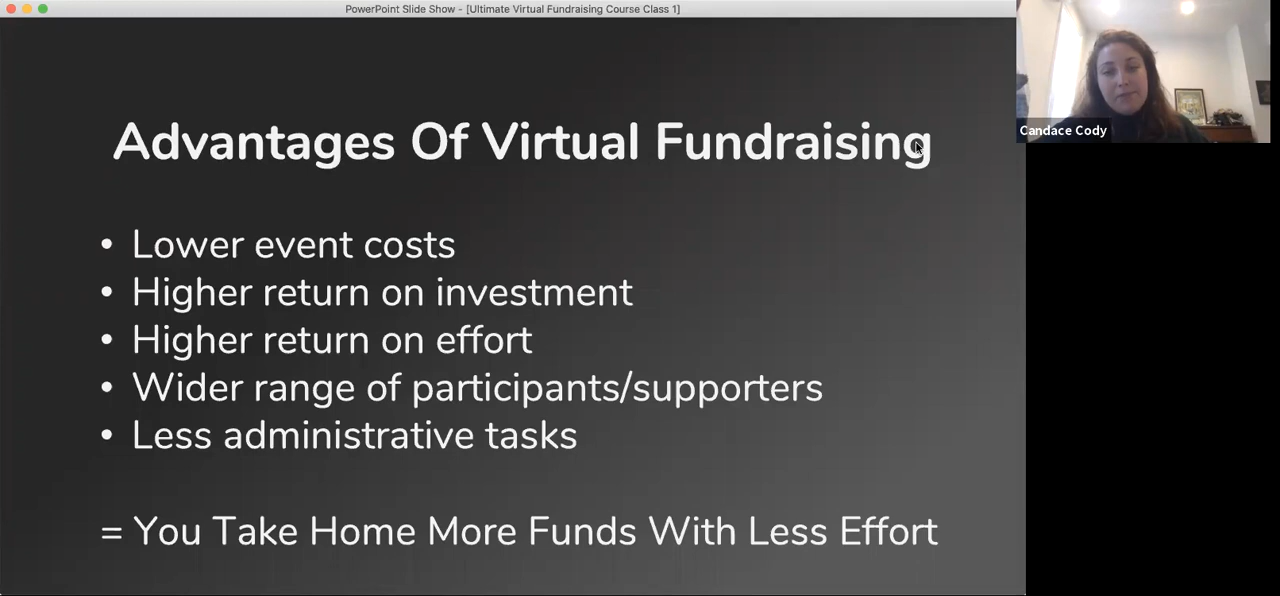 PowerPoint Slide Show - [Ultimate Virtual Fundraising Course Class 1]
Candace Cody
Advantages Of Virtual Fundraising
• Lower event costs
• Higher return on investment
• Higher return on effort
• Wider range of participants/supporters
• Less administrative tasks
= You Take Home More Funds With Less Effort